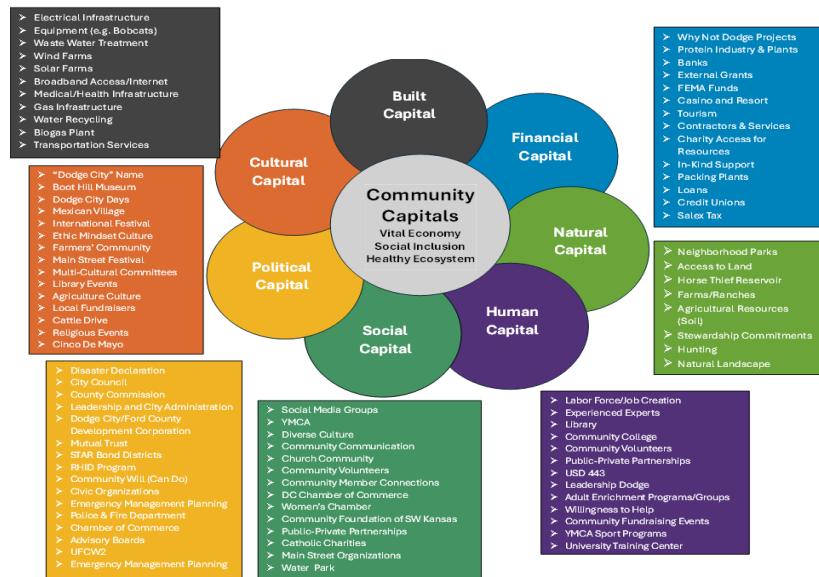 Electrical Infrastructure
Equipment (e.g. Bobcats)
Waste Water Treatment
Wind Farms
Solar Farms
Broadband Access/Internet
Medical/Health Infrastructure
Gas Infrastructure
Water Recycling
Biogas Plant
Transportation Services
Built
Capital
Financial
Capital
Why Not Dodge Projects
Protein Industry & Plants
Banks
External Grants
FEMA Funds
Casino and Resort
Tourism
Contractors & Services
Charity Access for
Resources
In-Kind Support
Packing Plants
Loans
Credit Unions
Salex Tax
Cultural
Capital
"Dodge City" Name
Boot Hill Museum
Dodge City Days
Mexican Village
International Festival
Ethic Mindset Culture
Farmers' Community
Main Street Festival
Multi-Cultural Committees
Library Events
Agriculture Culture
Local Fundraisers
Cattle Drive
Religious Events
Cinco De Mayo
Community
Capitals
Vital Economy
Social Inclusion
Healthy Ecosystem
Natural
Capital
Neighborhood Parks
Access to Land
Horse Thief Reservoir
Farms/Ranches
Agricultural Resources
(Soil)
Stewardship Commitments
Hunting
Natural Landscape
Political
Capital
Social
Capital
Human
Capital
Disaster Declaration
City Council
County Commission
Leadership and City Administration
Dodge City/Ford County
Development Corporation
Mutual Trust
STAR Bond Districts
RHID Program
Community Will (Can Do)
Civic Organizations
Emergency Management Planning
Police & Fire Department
Chamber of Commerce
Advisory Boards
UFCW2
Emergency Management Planning
Social Media Groups
YMCA
Diverse Culture
Community Communication
Church Community
Community Volunteers
Community Member Connections
DC Chamber of Commerce
Women's Chamber
Community Foundation of SW Kansas
Public-Private Partnerships
Catholic Charities
Main Street Organizations
Water Park
Labor Force/Job Creation
Experienced Experts
Library
Community College
Community Volunteers
Public-Private Partnerships
USD 443
Leadership Dodge
Adult Enrichment Programs/Groups
Willingness to Help
Community Fundraising Events
YMCA Sport Programs
University Training Center